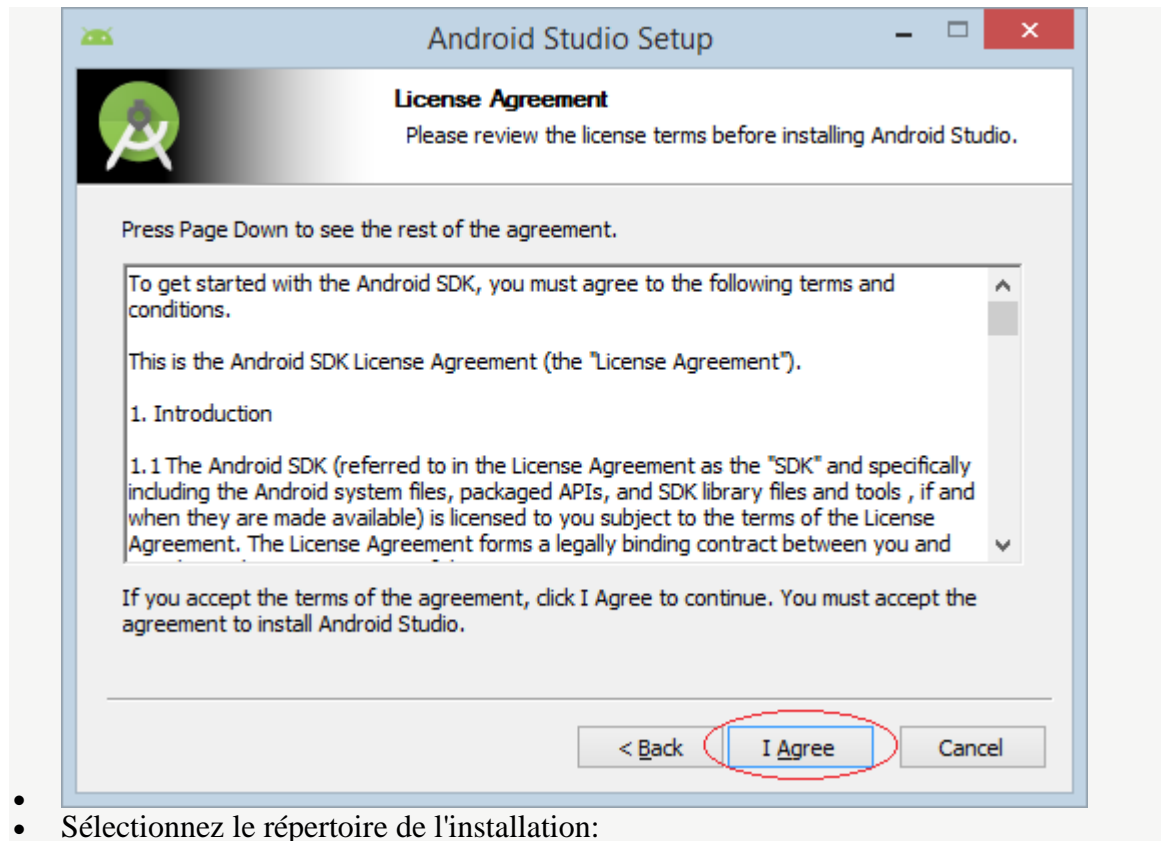 Android Studio Setup
License Agreement
Please review the license terms before installing Android Studio.
Press Page Down to see the rest of the agreement.
To get started with the Android SDK, you must agree to the following terms and
conditions.
This is the Android SDK License Agreement (the "License Agreement").
1. Introduction
1.1 The Android SDK (referred to in the License Agreement as the "SDK" and specifically
including the Android system files, packaged APIs, and SDK library files and tools , if and
when they are made available) is licensed to you subject to the terms of the License
Agreement. The License Agreement forms a legally binding contract between you and
If you accept the terms of the agreement, click I Agree to continue. You must accept the
agreement to install Android Studio.
< Back
I Agree
Cancel
•
• Sélectionnez le répertoire de l'installation: